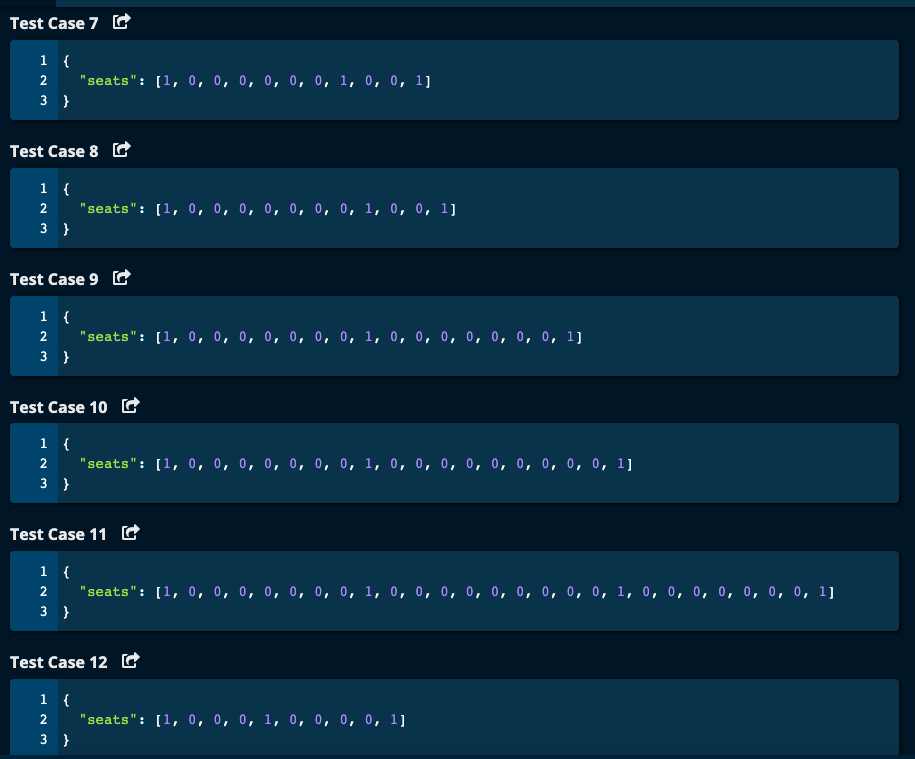 Test Case 7
1 {
2 "seats": [1, 0, 0, 0, 0, 0, 0, 1, 0, 0, 1]
3 }
Test Case 8
1 {
2 "seats": [1, 0, 0, 0, 0, 0, 0, 0, 1, 0, 0, 1]
3 }
Test Case 9
1 {
2 "seats": [1, 0, 0, 0, 0, 0, 0, 0, 1, 0, 0, 0, 0, 0, 0, 0, 1]
3 }
Test Case 10
1 {
2 "seats": [1, 0, 0, 0, 0, 0, 0, 0, 1, 0, 0, 0, 0, 0, 0, 0, 0, 0, 1]
3 }
Test Case 11
1 {
2 "seats": [1, 0, 0, 0, 0, 0, 0, 0, 1, 0, 0, 0, 0, 0, 0, 0, 0, 0, 1, 0, 0, 0, 0, 0, 0, 0, 1]
3 }
Test Case 12
1 {
2 "seats": [1, 0, 0, 0, 1, 0, 0, 0, 0, 1]
3 }